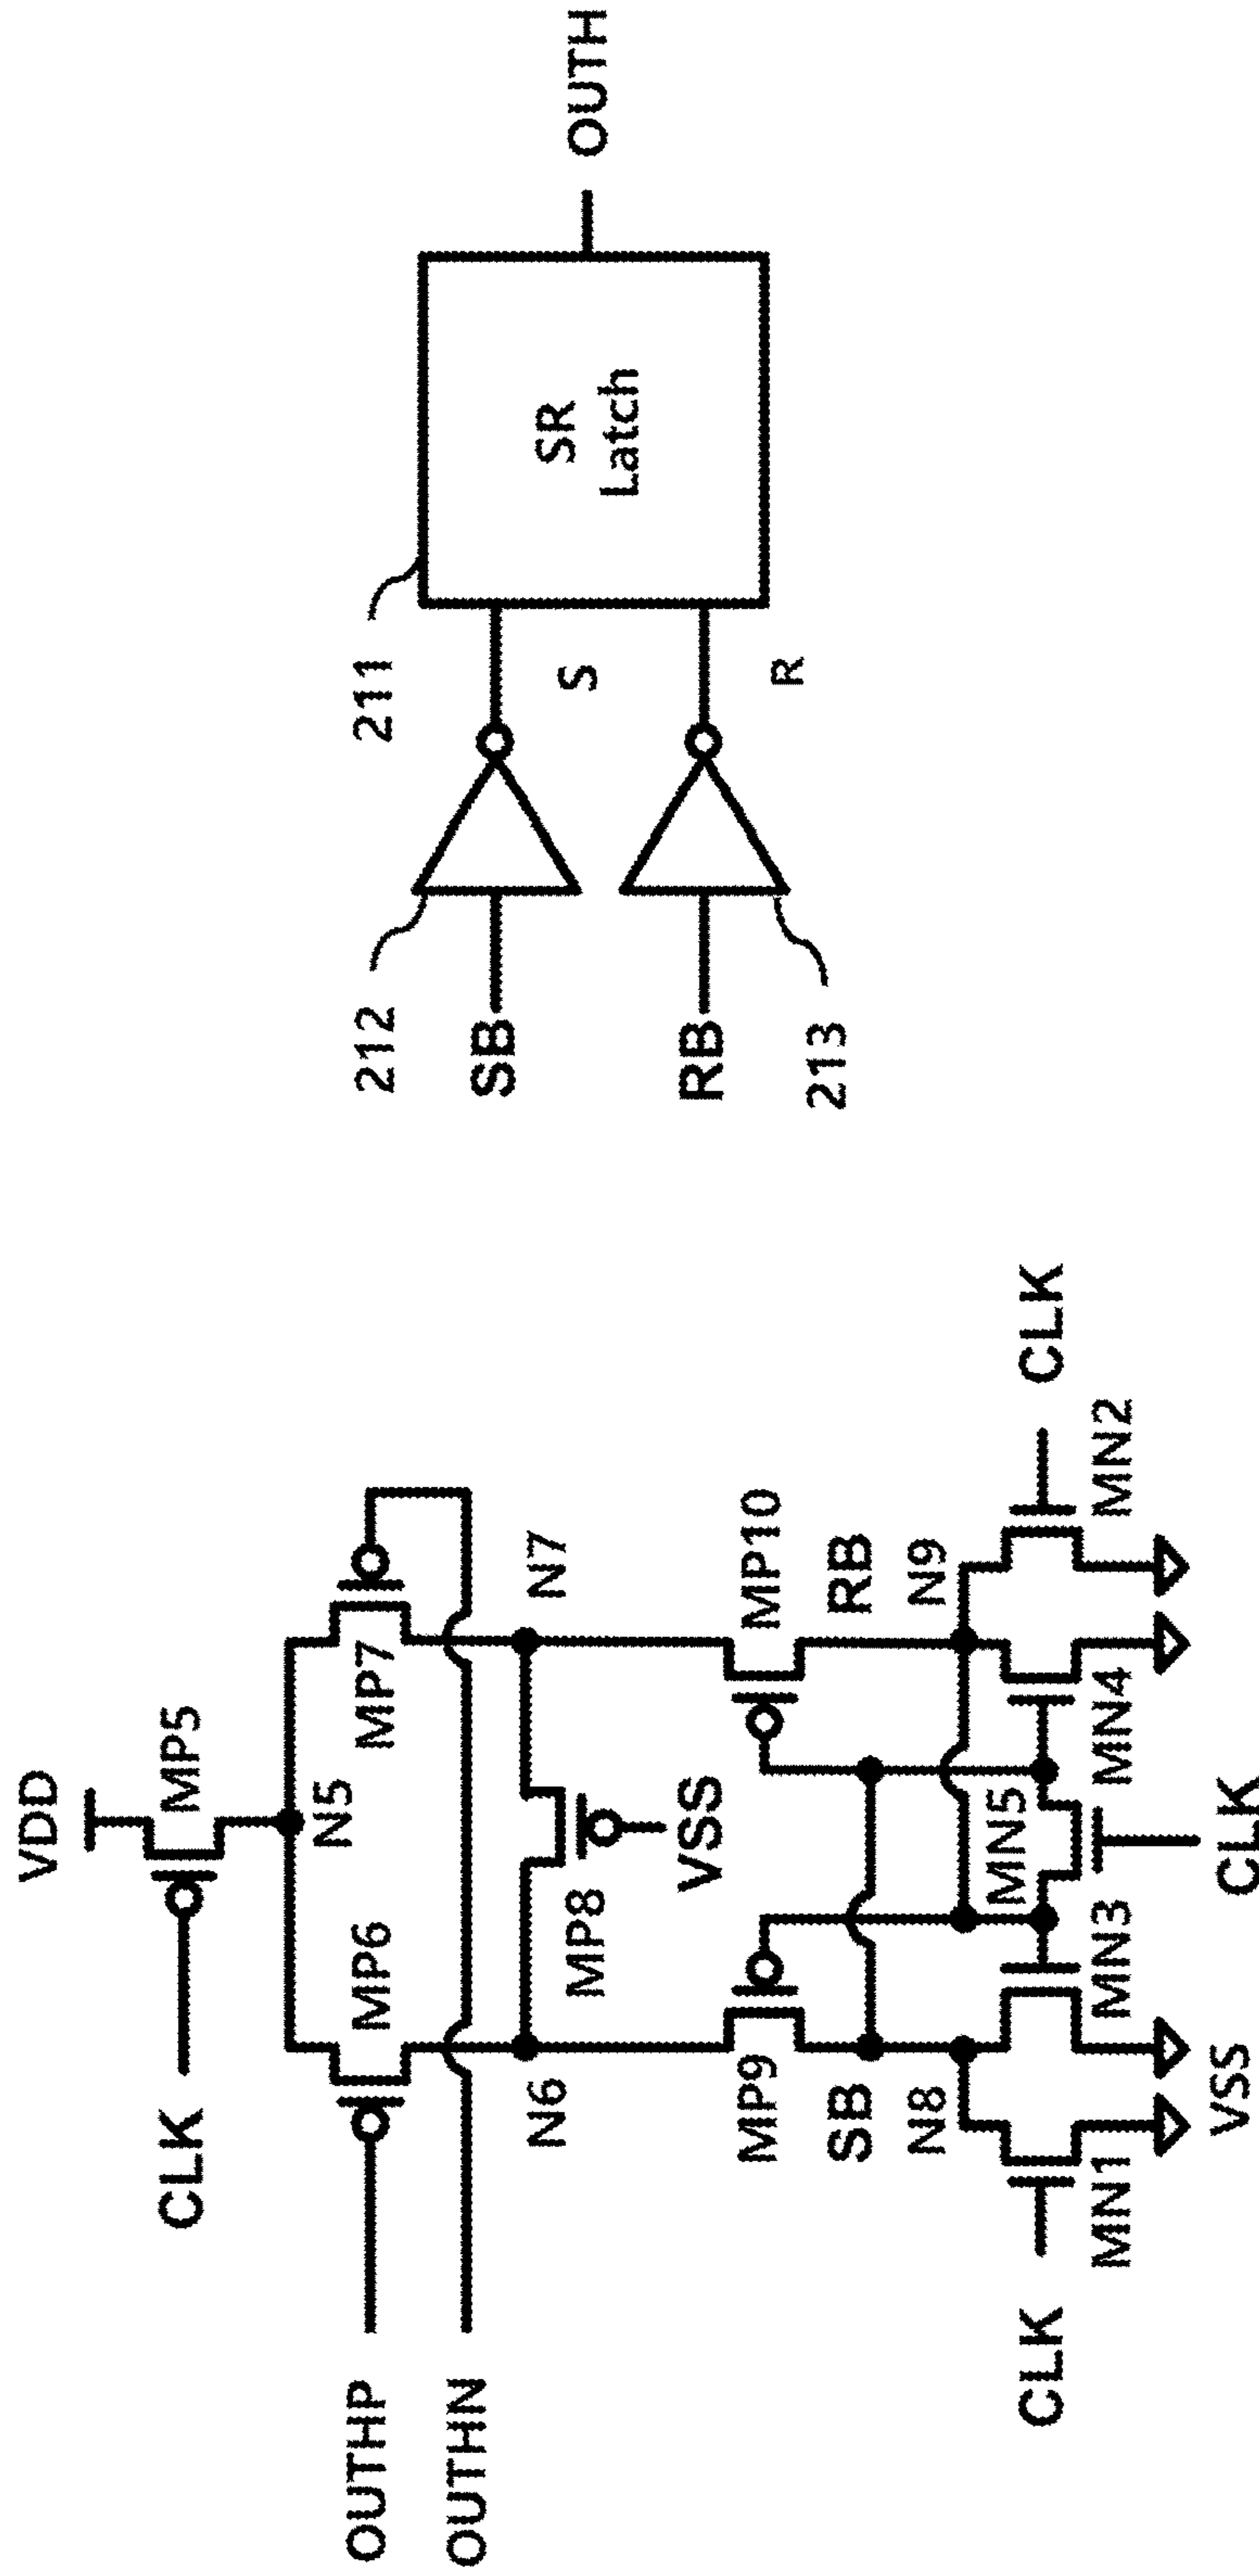 VDD
CLK
MP5
N5
OUTHP
MP6
MP7
OUTHN
N6
N7
MP8
VSS
MP9
MP10
SB
RB
N8
N9
CLK
MN1
MN3
MN5
MN4
MN2
CLK
VSS
CLK
212
211
SB
S
SR
Latch
OUTH
RB
R
213